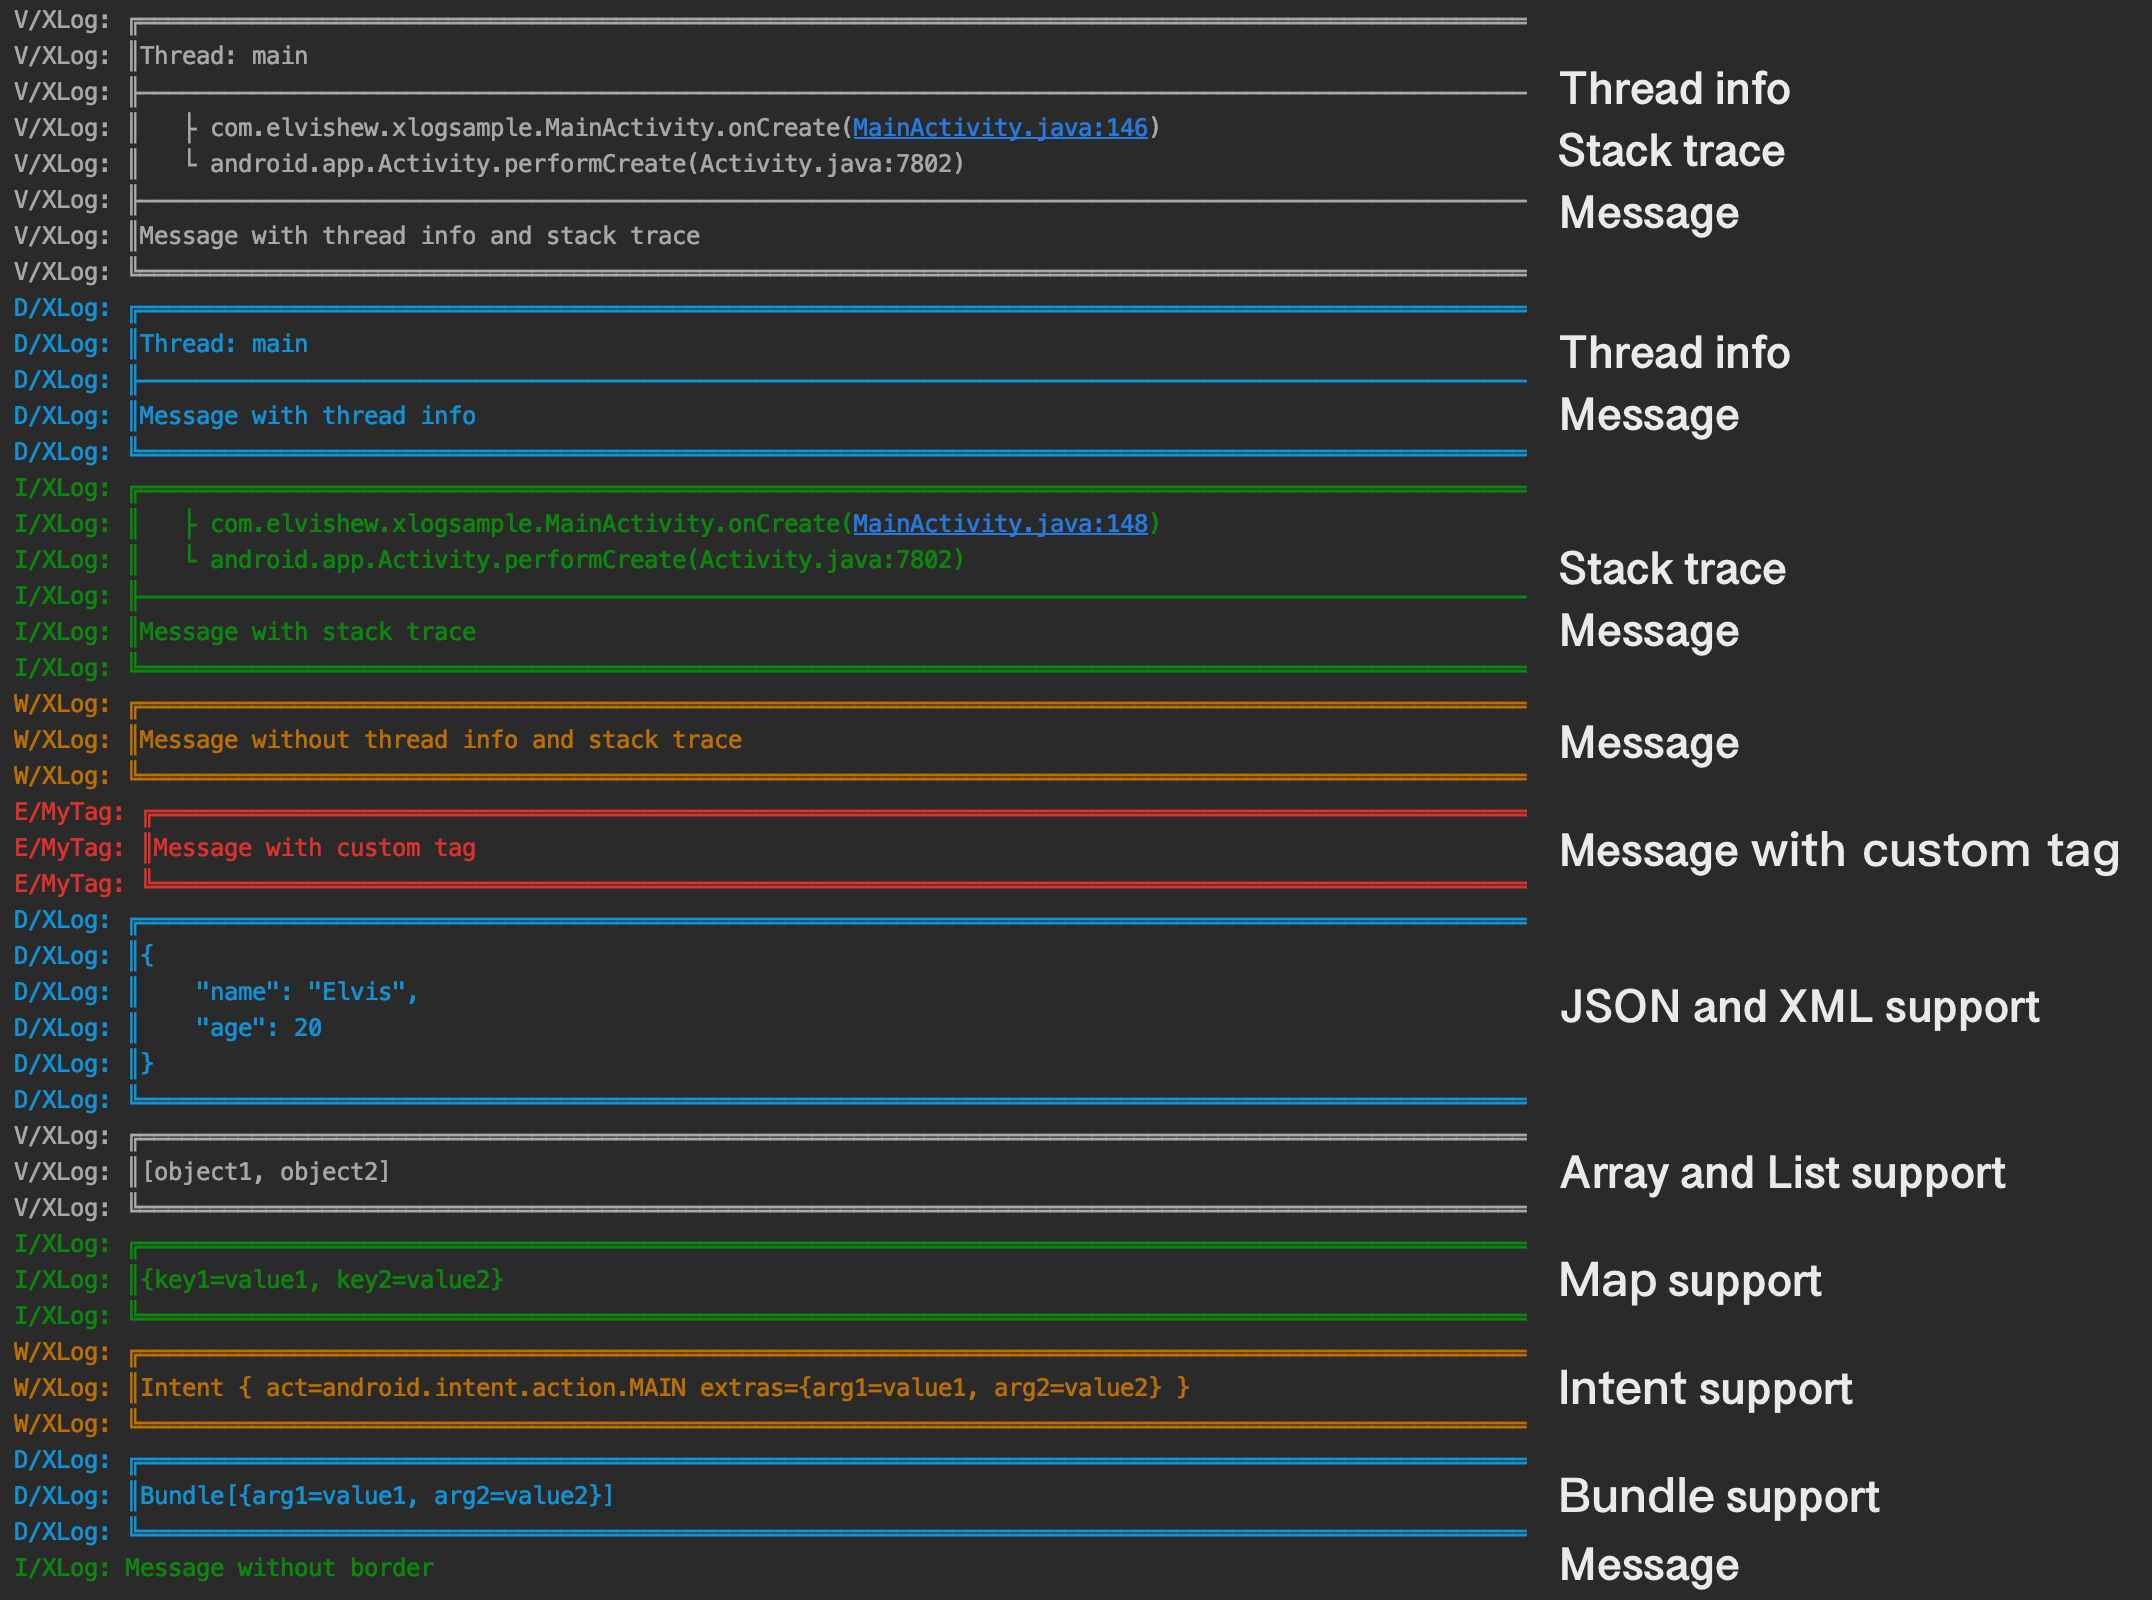 V/XLog: ╔═══════════════════════════════════════════════════
V/XLog: ║Thread: main
V/XLog: ╟───────────────────────────────────────────────────
Thread info
V/XLog: ║   ├ com.elvishew.xlogsample.MainActivity.onCreate(MainActivity.java:146)
Stack trace
V/XLog: ║   └ android.app.Activity.performCreate(Activity.java:7802)
V/XLog: ╟───────────────────────────────────────────────────
Message
V/XLog: ║Message with thread info and stack trace
V/XLog: ╚═══════════════════════════════════════════════════
D/XLog: ╔═══════════════════════════════════════════════════
D/XLog: ║Thread: main
Thread info
D/XLog: ╟───────────────────────────────────────────────────
D/XLog: ║Message with thread info
Message
D/XLog: ╚═══════════════════════════════════════════════════
I/XLog: ╔═══════════════════════════════════════════════════
I/XLog: ║   ├ com.elvishew.xlogsample.MainActivity.onCreate(MainActivity.java:148)
I/XLog: ║   └ android.app.Activity.performCreate(Activity.java:7802)
Stack trace
I/XLog: ╟───────────────────────────────────────────────────
I/XLog: ║Message with stack trace
Message
I/XLog: ╚═══════════════════════════════════════════════════
W/XLog: ╔═══════════════════════════════════════════════════
W/XLog: ║Message without thread info and stack trace
Message
W/XLog: ╚═══════════════════════════════════════════════════
E/MyTag: ╔══════════════════════════════════════════════════
E/MyTag: ║Message with custom tag
Message with custom tag
E/MyTag: ╚══════════════════════════════════════════════════
D/XLog: ╔═══════════════════════════════════════════════════
D/XLog: ║{
D/XLog: ║    "name": "Elvis",
JSON and XML support
D/XLog: ║    "age": 20
D/XLog: ║}
D/XLog: ╚═══════════════════════════════════════════════════
V/XLog: ╔═══════════════════════════════════════════════════
V/XLog: ║[object1, object2]
Array and List support
V/XLog: ╚═══════════════════════════════════════════════════
I/XLog: ╔═══════════════════════════════════════════════════
I/XLog: ║{key1=value1, key2=value2}
Map support
I/XLog: ╚═══════════════════════════════════════════════════
W/XLog: ╔═══════════════════════════════════════════════════
W/XLog: ║Intent { act=android.intent.action.MAIN extras={arg1=value1, arg2=value2} }
Intent support
W/XLog: ╚═══════════════════════════════════════════════════
D/XLog: ╔═══════════════════════════════════════════════════
D/XLog: ║Bundle[{arg1=value1, arg2=value2}]
Bundle support
D/XLog: ╚═══════════════════════════════════════════════════
I/XLog: Message without border
Message